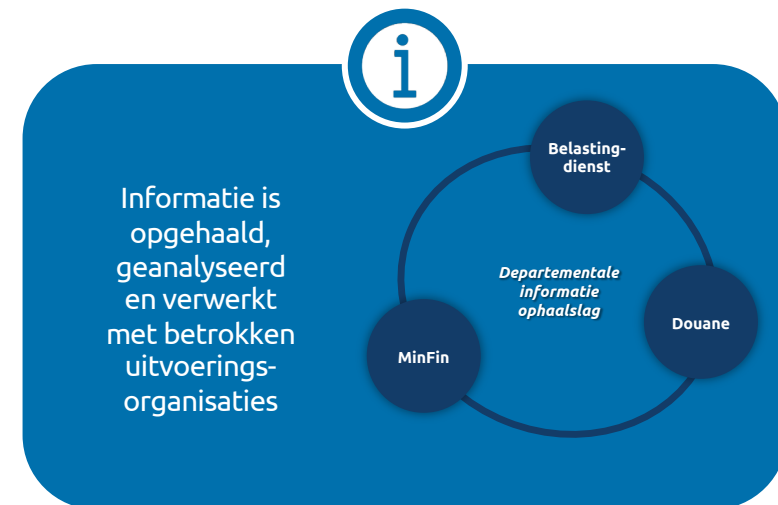 i
Informatie is
opgehaald,
geanalyseerd
en verwerkt
met betrokken
uitvoerings-
organisaties
Belasting-
dienst
Departementale
informatie
ophaalslag
Douane
MinFin